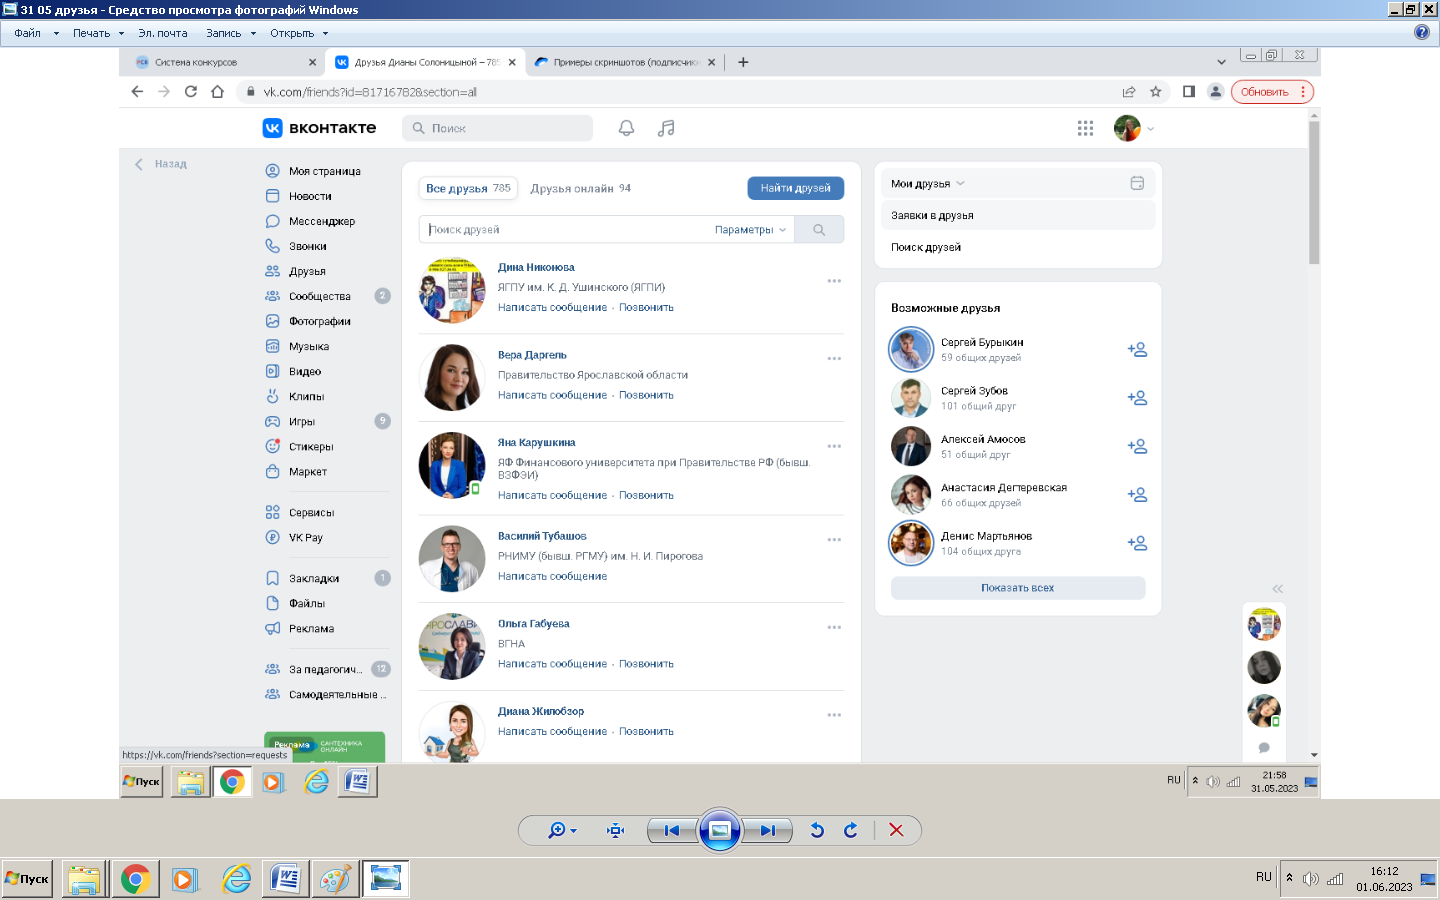 31 05 друзья - Средство просмотра фотографий Windows
Файл Печать Эл. почта Запись Открыть
Система конкурсов
Друзья Дианы Солоницыной – 785
Примеры скриншотов (подписчики
vk.com/friends?id=81716782&section=all
Обновить
вконтакте
Поиск
Назад
Моя страница
Новости
Мессенджер
Звонки
Друзья
Сообщества 2
Фотографии
Музыка
Видео
Клипы
Игры 9
Стикеры
Маркет
Сервисы
VK Pay
Закладки 1
Файлы
Реклама
За педагогич... 12
Самодеятельные ...
Реклама
САНТЕХНИКА
ОНЛАЙН
https://vk.com/friends?section=requests
Все друзья 785 Друзья онлайн 94 Найти друзей
Поиск друзей Параметры
Дина Никонова
ЯГПУ им. К. Д. Ушинского (ЯГПИ)
Написать сообщение · Позвонить
Вера Даргель
Правительство Ярославской области
Написать сообщение · Позвонить
Яна Карушкина
ЯФ Финансового университета при Правительстве РФ (бывш.
ВЗФЭИ)
Написать сообщение · Позвонить
Василий Тубашов
РНИМУ (бывш. РГМУ) им. Н. И. Пирогова
Написать сообщение
Ольга Габуева
ВГНА
Написать сообщение · Позвонить
Диана Жилобзор
Написать сообщение · Позвонить
Мои друзья
Заявки в друзья
Поиск друзей
Возможные друзья
Сергей Бурыкин
59 общих друзей
Сергей Зубов
101 общий друг
Алексей Амосов
51 общий друг
Анастасия Дегтеревская
66 общих друзей
Денис Мартьянов
104 общих друга
Показать всех
Пуск
RU
21:58
31.05.2023
Пуск
RU
16:12
01.06.2023